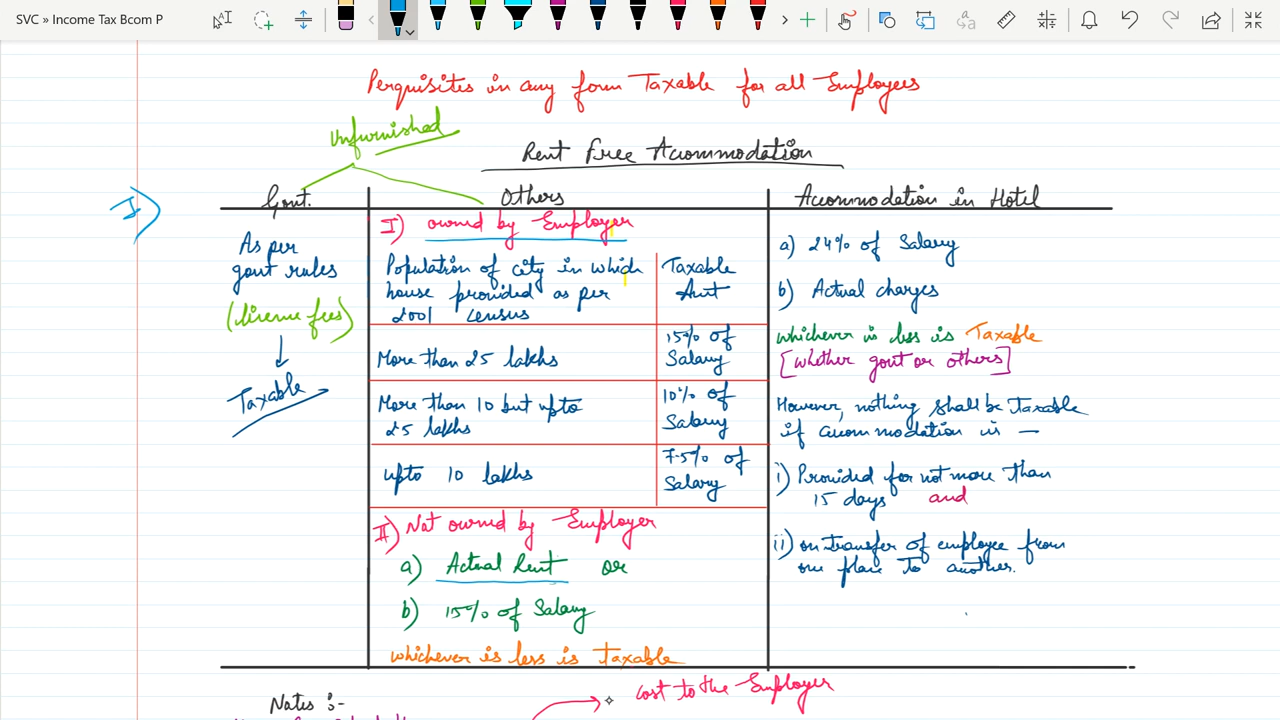 SVC » Income Tax Bcom P
Perquisites in any form Taxable for all Employees
Unfurnished
Rent Free Accommodation
I)
Govt.
Others
Accommodation in Hotel
As per
govt rules
(license fees)
Taxable
I) owned by Employer
Population of city in which
house provided as per
2001 census
Taxable
Amt
More than 25 lakhs
15% of
Salary
More than 10 but upto
25 lakhs
10% of
Salary
upto 10 lakhs
7.5% of
Salary
II) Not owned by Employer
a) Actual Rent or
b) 15% of Salary
whichever is less is taxable
a) 24% of Salary
b) Actual charges
whichever is less is Taxable
[whether govt or others]
However, nothing shall be Taxable
if accommodation is —
i) Provided for not more than
15 days and
ii) on transfer of employee from
one place to another.
Notes :-
cost to the Employer